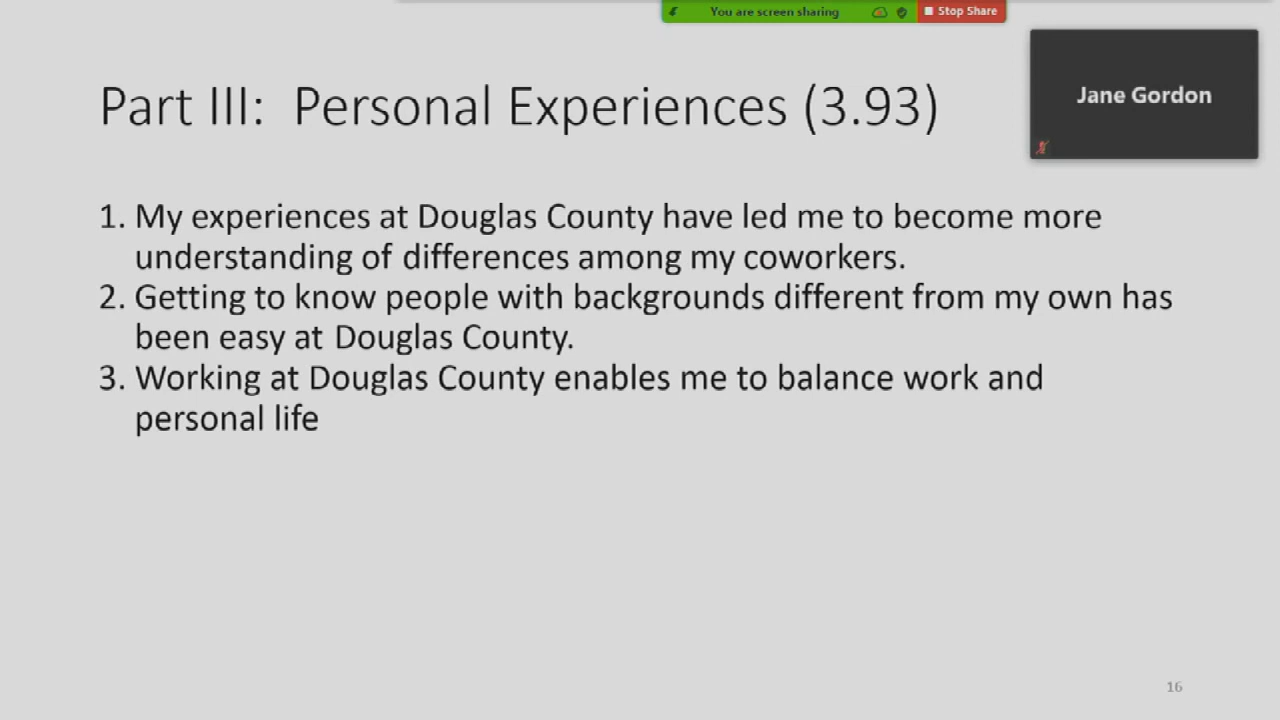 You are screen sharing
Stop Share
Part III:  Personal Experiences (3.93)
Jane Gordon
1. My experiences at Douglas County have led me to become more
understanding of differences among my coworkers.
2. Getting to know people with backgrounds different from my own has
been easy at Douglas County.
3. Working at Douglas County enables me to balance work and
personal life
16